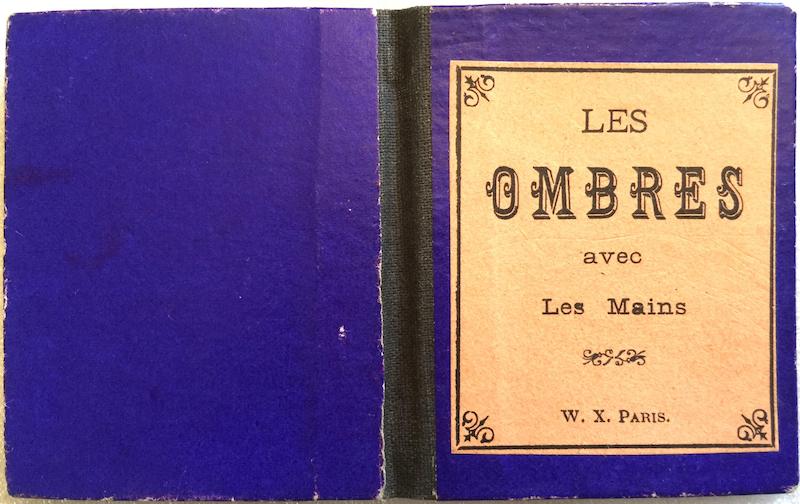 LES
OMBRES
avec
Les Mains
W. X. PARIS.